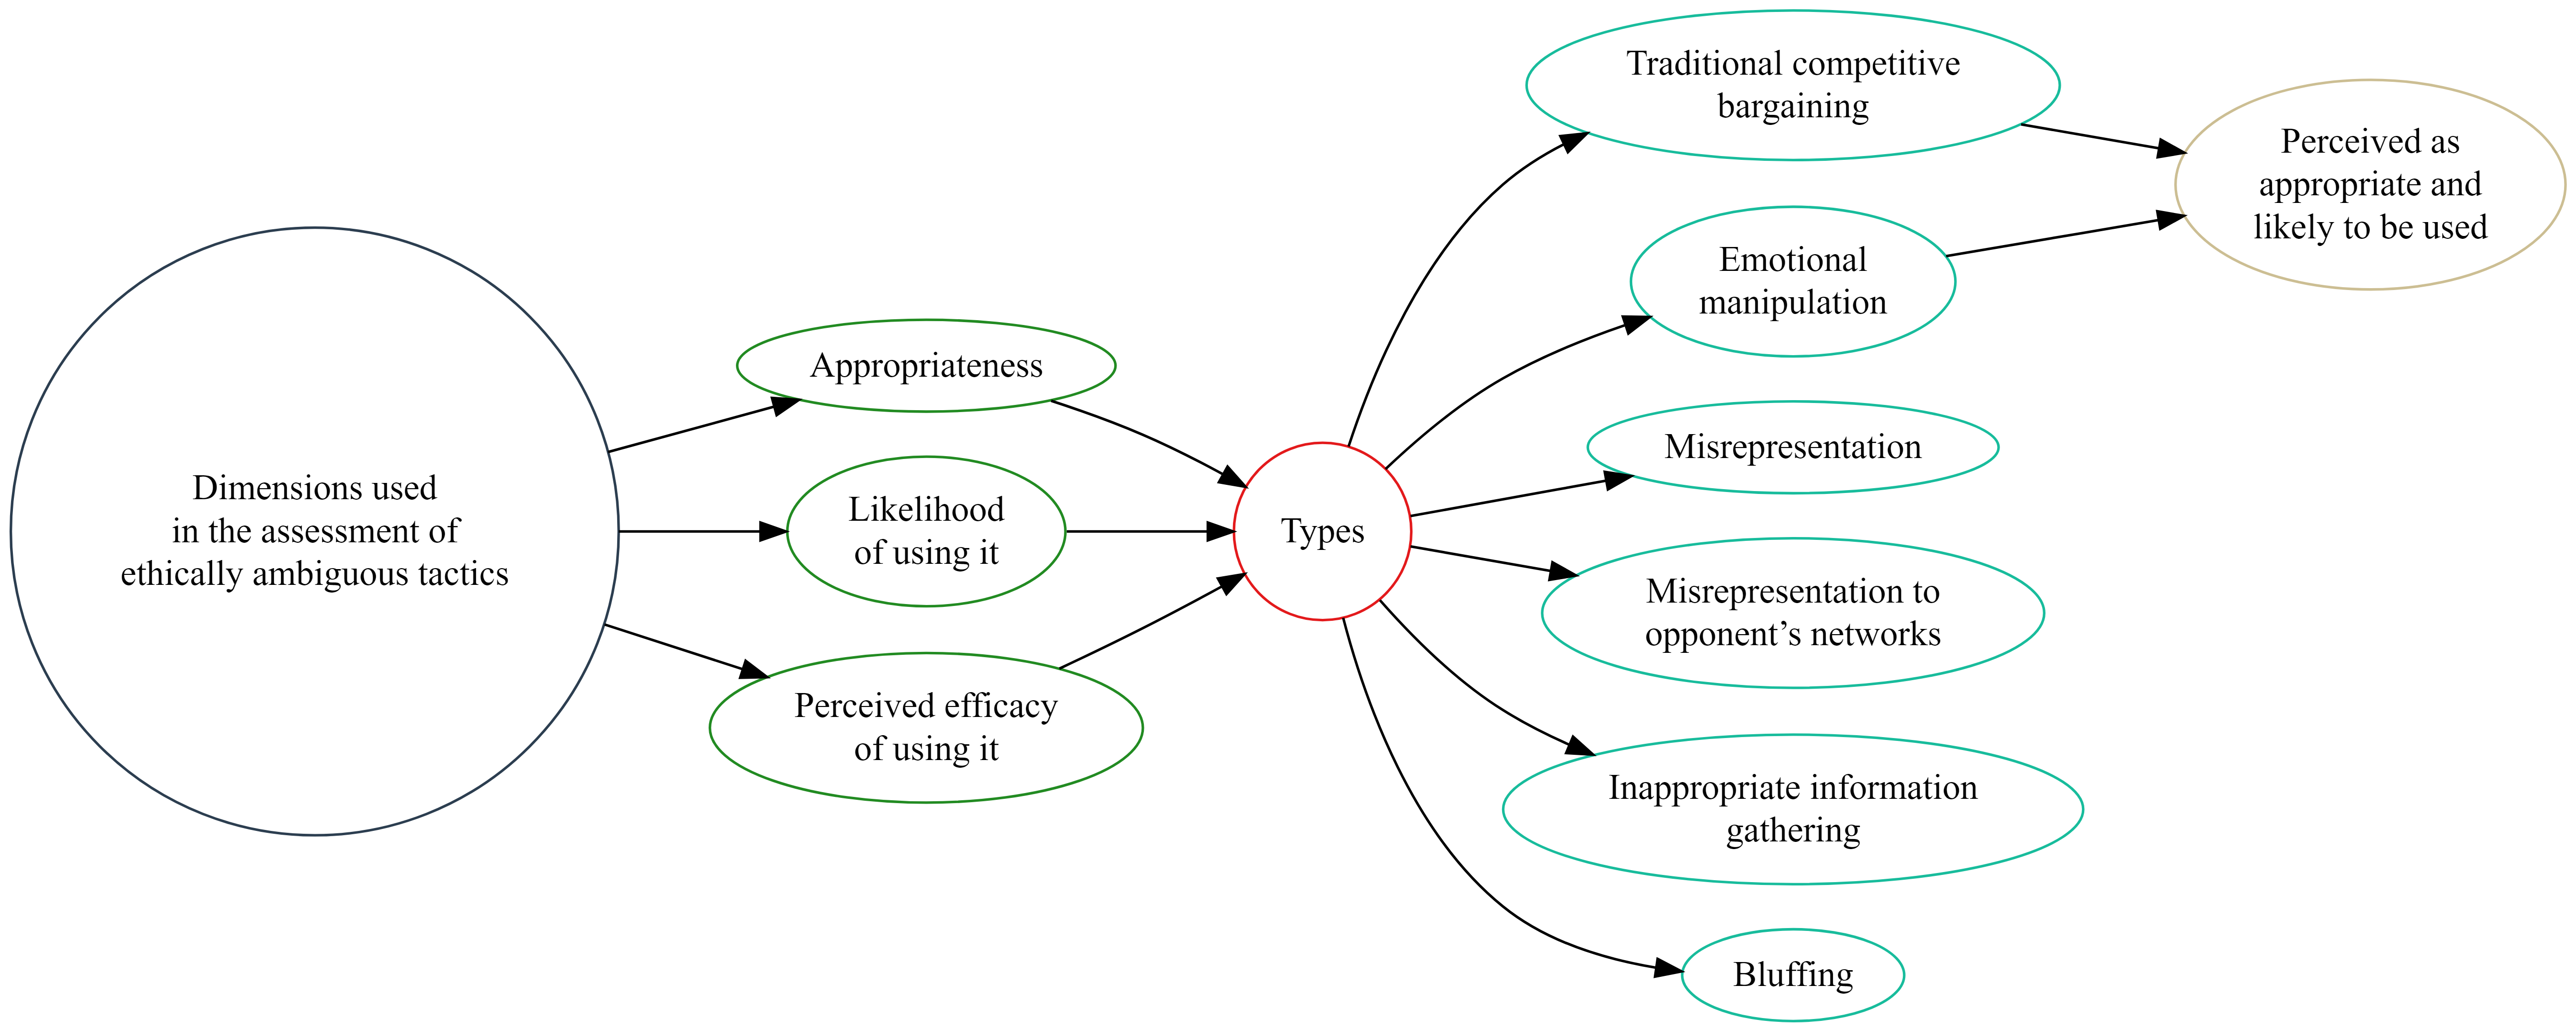 Dimensions used
in the assessment of
ethically ambiguous tactics
Appropriateness
Likelihood
of using it
Perceived efficacy
of using it
Types
Traditional competitive
bargaining
Emotional
manipulation
Misrepresentation
Misrepresentation to
opponent’s networks
Inappropriate information
gathering
Bluffing
Perceived as
appropriate and
likely to be used